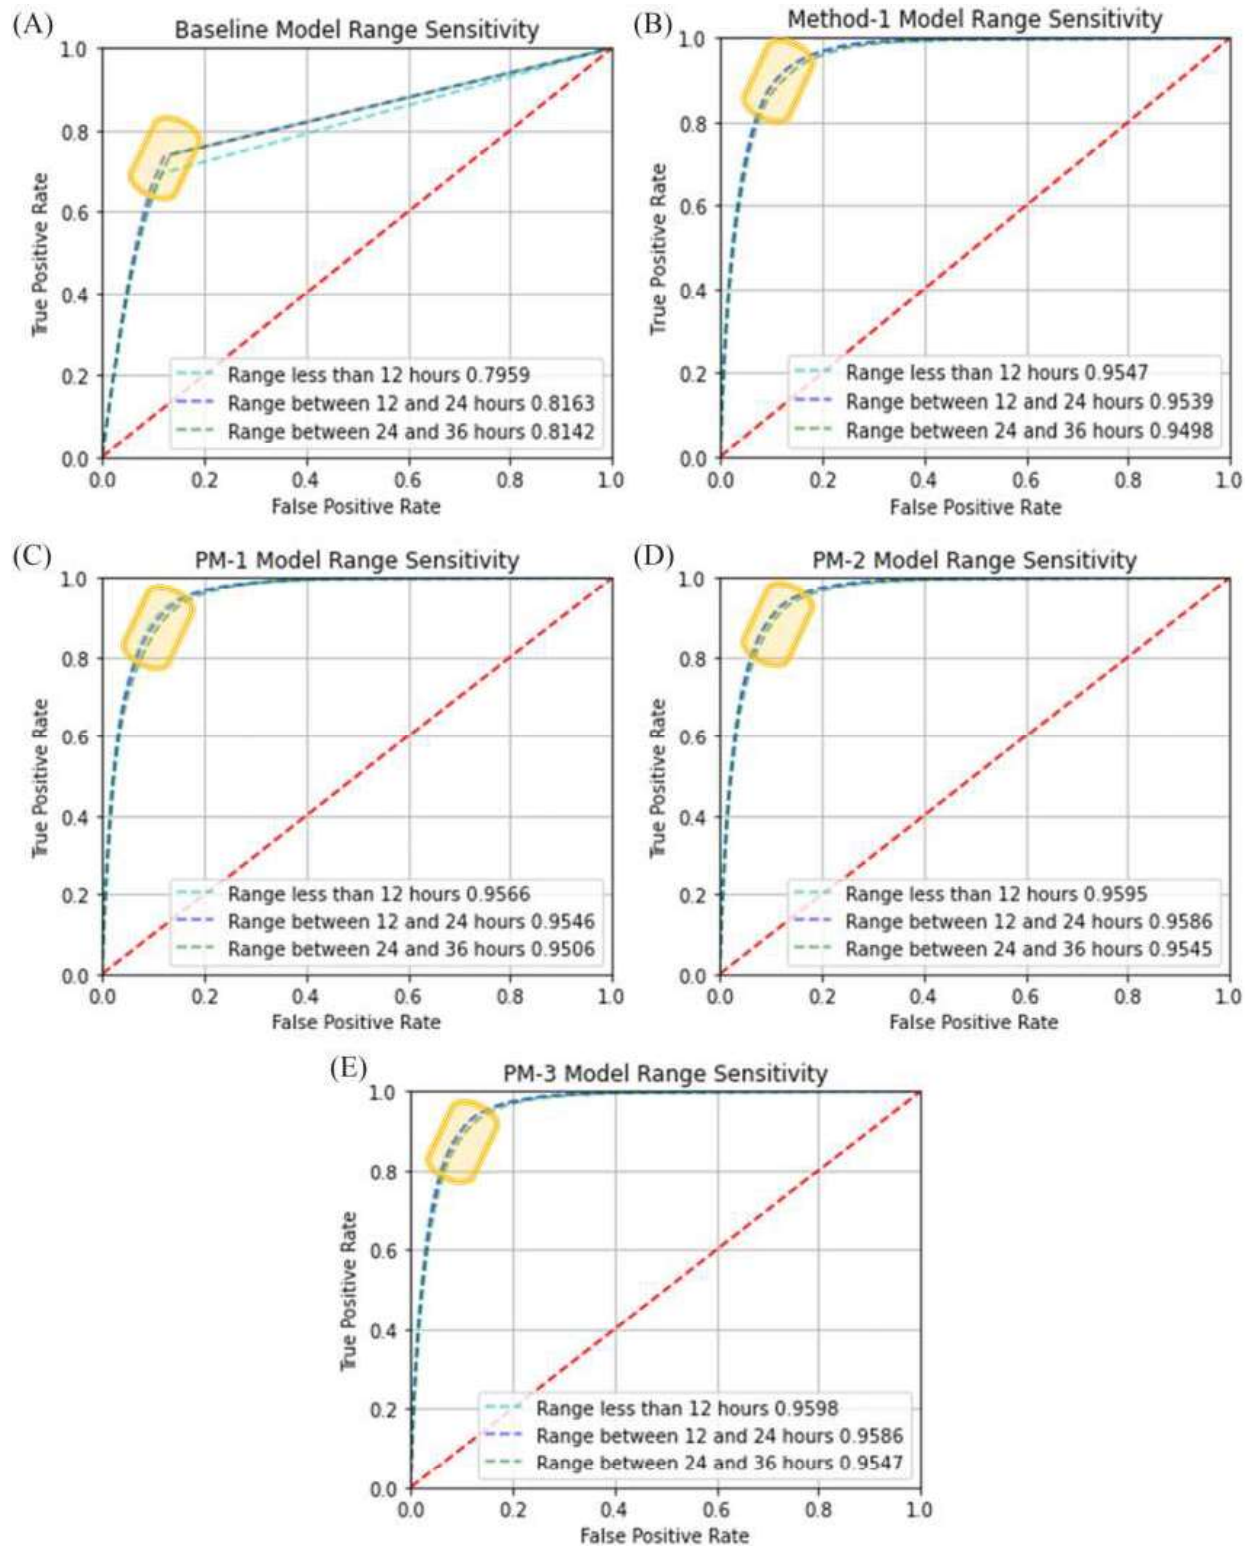 (A)
Baseline Model Range Sensitivity
1.0
0.8
0.6
0.4
0.2
0.0
True Positive Rate
Range less than 12 hours 0.7959
Range between 12 and 24 hours 0.8163
Range between 24 and 36 hours 0.8142
0.0 0.2 0.4 0.6 0.8 1.0
False Positive Rate
(B)
Method-1 Model Range Sensitivity
1.0
0.8
0.6
0.4
0.2
0.0
True Positive Rate
Range less than 12 hours 0.9547
Range between 12 and 24 hours 0.9539
Range between 24 and 36 hours 0.9498
0.0 0.2 0.4 0.6 0.8 1.0
False Positive Rate
(C)
PM-1 Model Range Sensitivity
1.0
0.8
0.6
0.4
0.2
0.0
True Positive Rate
Range less than 12 hours 0.9566
Range between 12 and 24 hours 0.9546
Range between 24 and 36 hours 0.9506
0.0 0.2 0.4 0.6 0.8 1.0
False Positive Rate
(D)
PM-2 Model Range Sensitivity
1.0
0.8
0.6
0.4
0.2
0.0
True Positive Rate
Range less than 12 hours 0.9595
Range between 12 and 24 hours 0.9586
Range between 24 and 36 hours 0.9545
0.0 0.2 0.4 0.6 0.8 1.0
False Positive Rate
(E)
PM-3 Model Range Sensitivity
1.0
0.8
0.6
0.4
0.2
0.0
True Positive Rate
Range less than 12 hours 0.9598
Range between 12 and 24 hours 0.9586
Range between 24 and 36 hours 0.9547
0.0 0.2 0.4 0.6 0.8 1.0
False Positive Rate